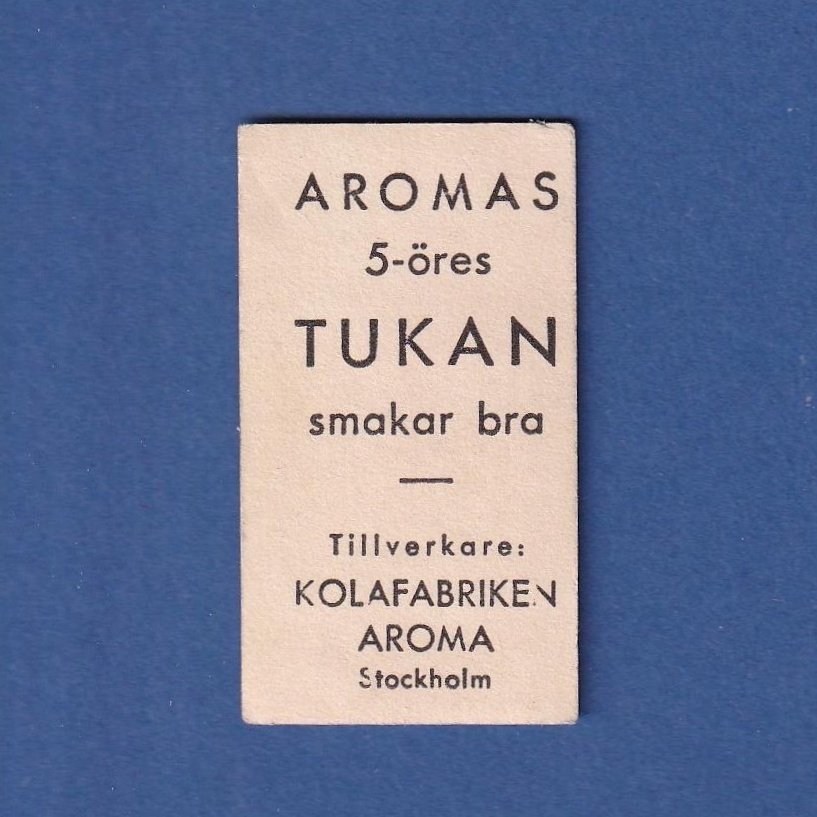 AROMAS
5-öres
TUKAN
smakar bra
Tillverkare:
KOLAFABRIKEN
AROMA
Stockholm